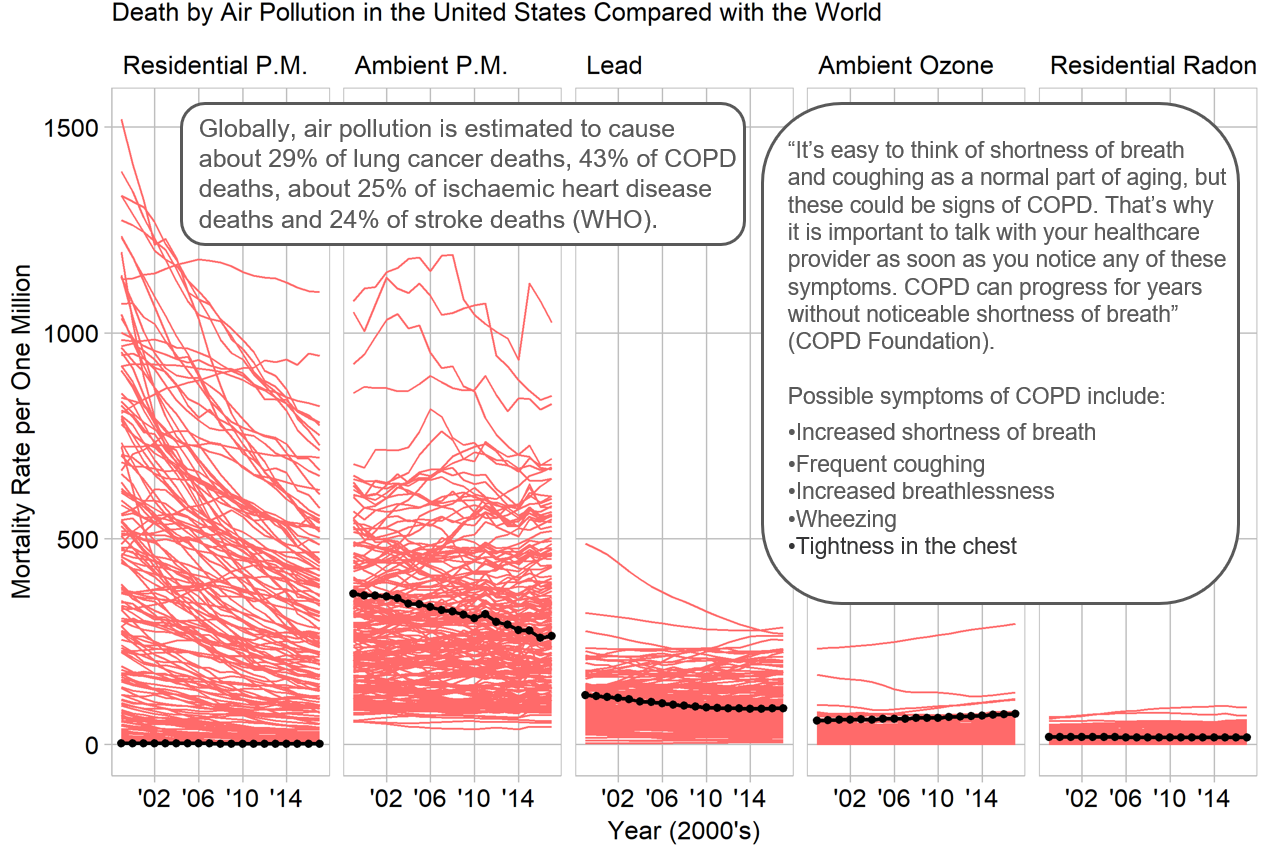 Death by Air Pollution in the United States Compared with the World
Residential P.M.
Ambient P.M.
Lead
Ambient Ozone
Residential Radon
Mortality Rate per One Million
1500
1000
500
0
Globally, air pollution is estimated to cause
about 29% of lung cancer deaths, 43% of COPD
deaths, about 25% of ischaemic heart disease
deaths and 24% of stroke deaths (WHO).
“It’s easy to think of shortness of breath
and coughing as a normal part of aging, but
these could be signs of COPD. That’s why
it is important to talk with your healthcare
provider as soon as you notice any of these
symptoms. COPD can progress for years
without noticeable shortness of breath”
(COPD Foundation).
Possible symptoms of COPD include:
•Increased shortness of breath
•Frequent coughing
•Increased breathlessness
•Wheezing
•Tightness in the chest
'02 '06 '10 '14
'02 '06 '10 '14
'02 '06 '10 '14
'02 '06 '10 '14
'02 '06 '10 '14
Year (2000's)